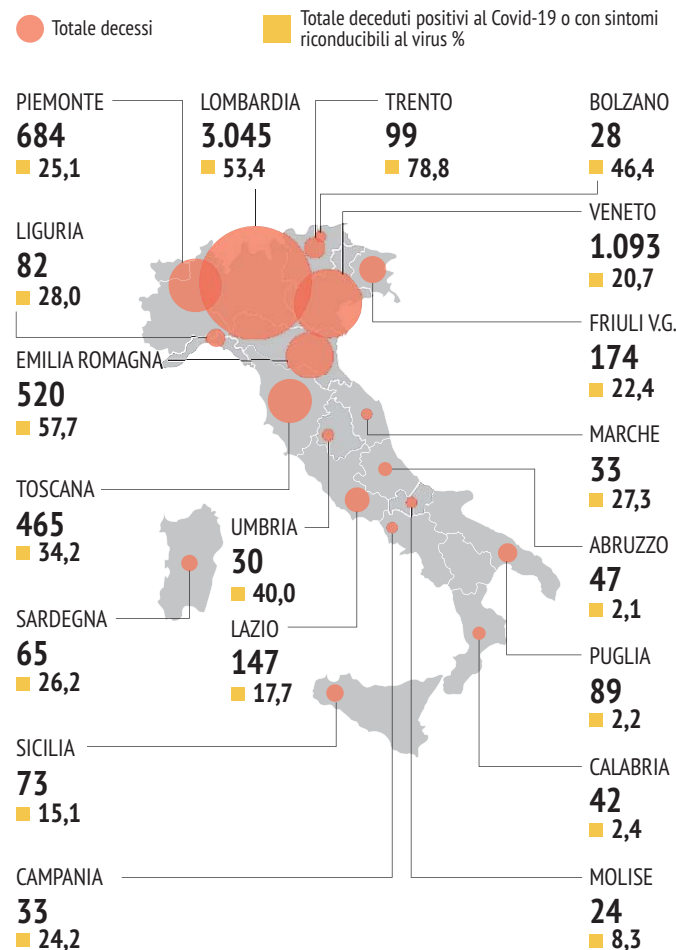 Totale decessi
Totale deceduti positivi al Covid-19 o con sintomi
riconducibili al virus %
PIEMONTE
684
25,1
LOMBARDIA
3.045
53,4
TRENTO
99
78,8
BOLZANO
28
46,4
LIGURIA
82
28,0
VENETO
1.093
20,7
EMILIA ROMAGNA
520
57,7
FRIULI V.G.
174
22,4
TOSCANA
465
34,2
MARCHE
33
27,3
UMBRIA
30
40,0
ABRUZZO
47
2,1
SARDEGNA
65
26,2
LAZIO
147
17,7
PUGLIA
89
2,2
SICILIA
73
15,1
CALABRIA
42
2,4
CAMPANIA
33
24,2
MOLISE
24
8,3